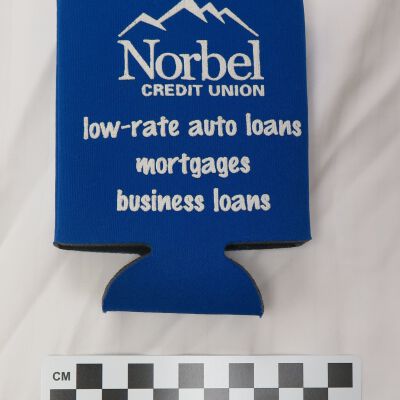 Norbel
CREDIT UNION
low-rate auto loans
mortgages
business loans
CM